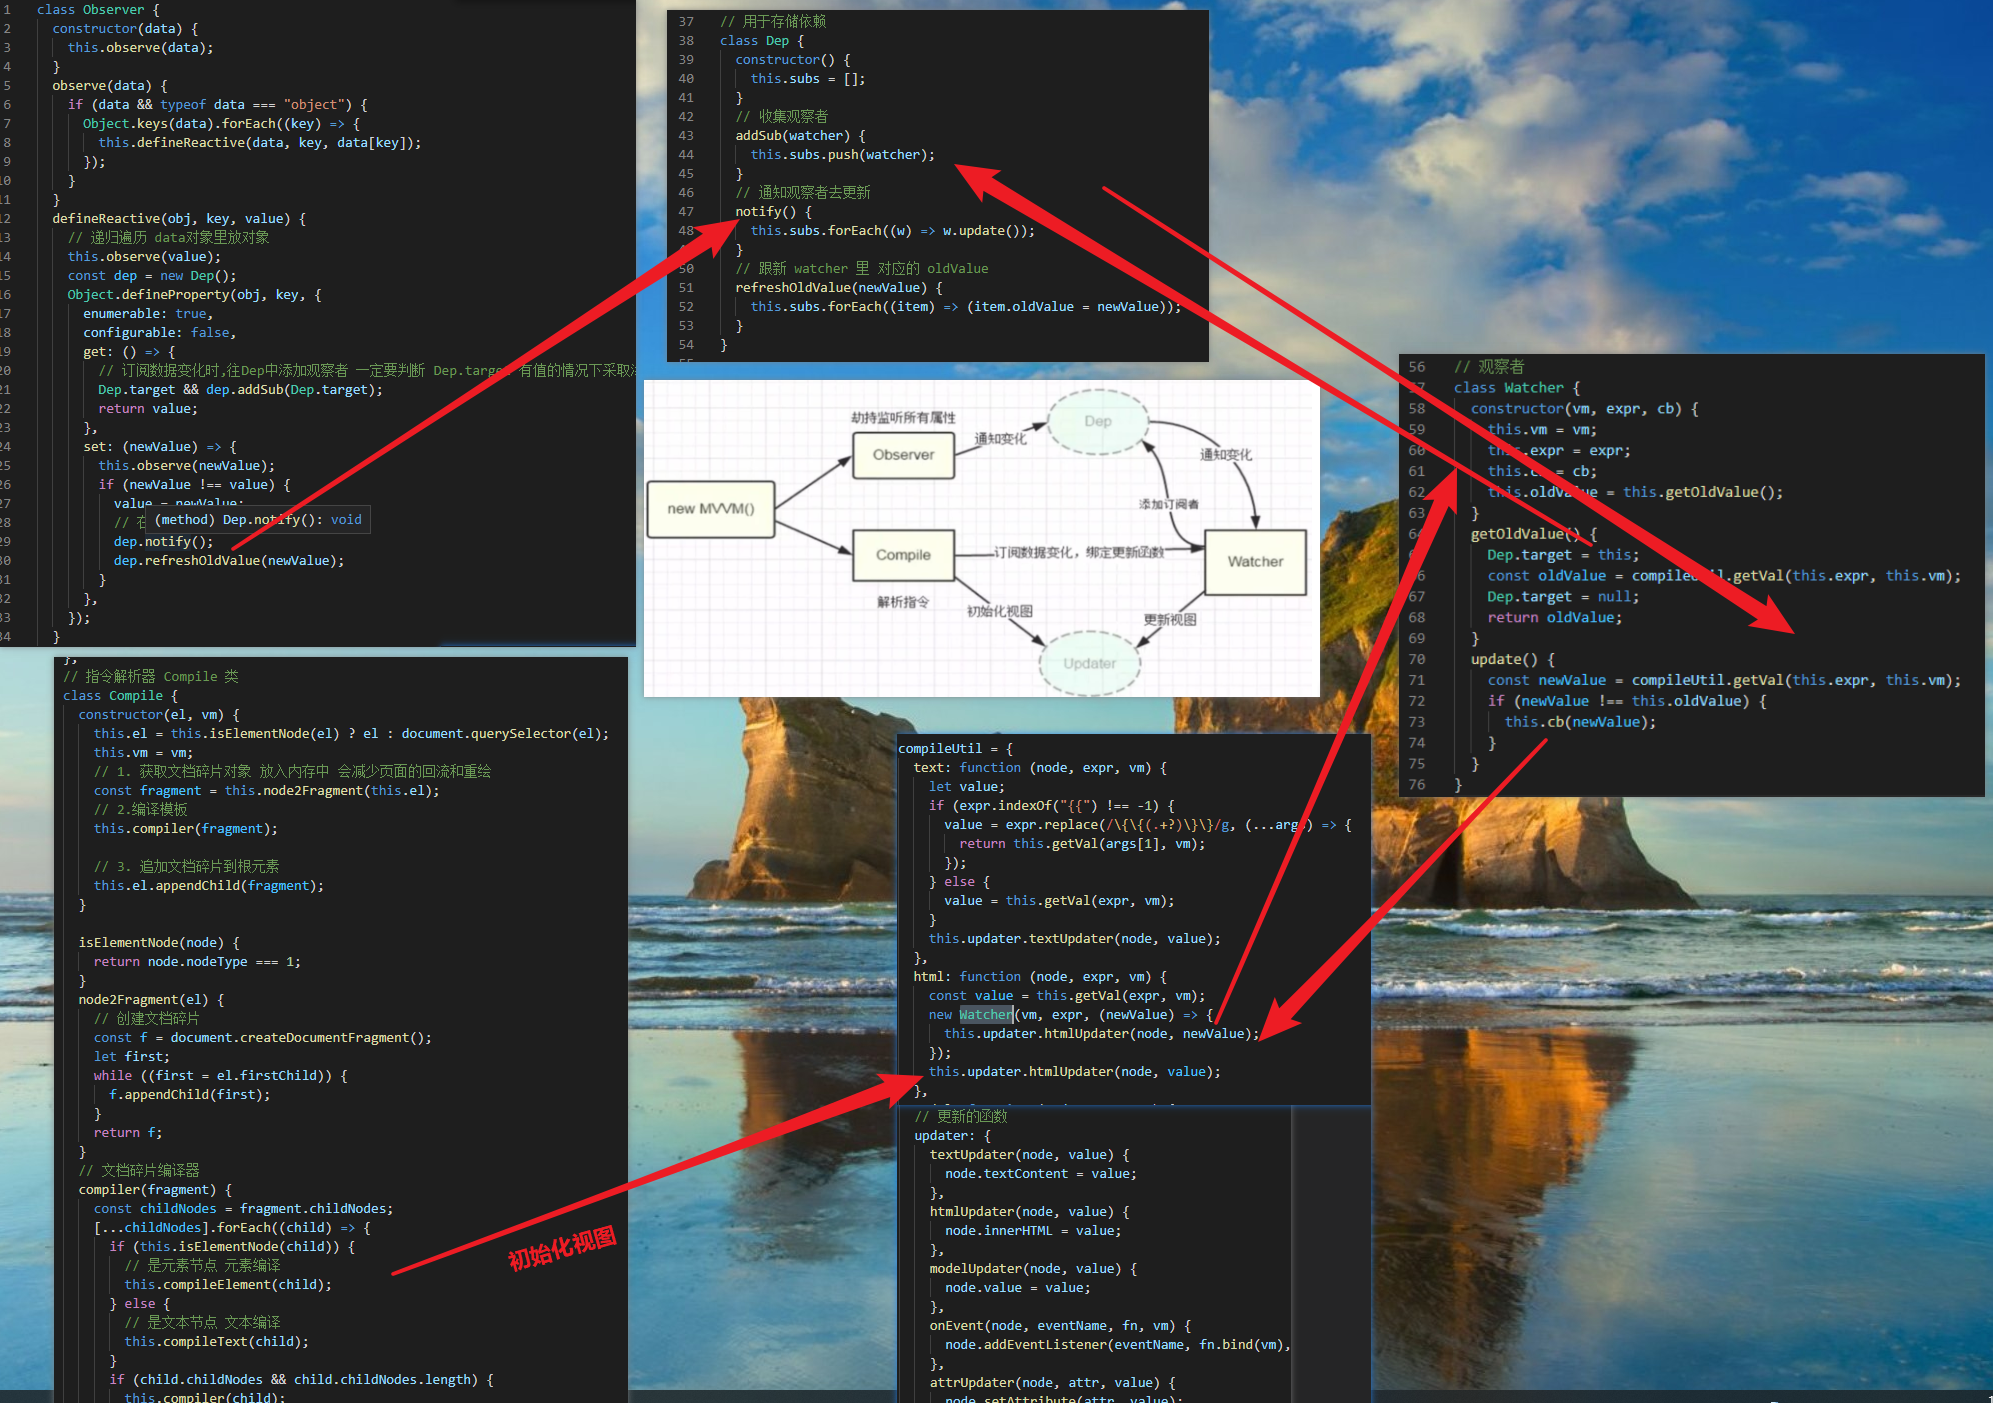 1 class Observer {
2 constructor(data) {
3 this.observe(data);
4 }
5 observe(data) {
6 if (data && typeof data === "object") {
7 Object.keys(data).forEach((key) => {
8 this.defineReactive(data, key, data[key]);
9 });
10 }
11 }
12 defineReactive(obj, key, value) {
13 // 递归遍历 data对象里放对象
14 this.observe(value);
15 const dep = new Dep();
16 Object.defineProperty(obj, key, {
17 enumerable: true,
18 configurable: false,
19 get: () => {
20 // 订阅数据变化时,往Dep中添加观察者 一定要判断 Dep.target 有值的情况下采取
21 Dep.target && dep.addSub(Dep.target);
22 return value;
23 },
24 set: (newValue) => {
25 this.observe(newValue);
26 if (newValue !== value) {
27 value = newValue;
28 // 在
(method) Dep.notify(): void
29 dep.notify();
30 dep.refreshOldValue(newValue);
31 }
32 },
33 });
34 }
37 // 用于存储依赖
38 class Dep {
39 constructor() {
40 this.subs = [];
41 }
42 // 收集观察者
43 addSub(watcher) {
44 this.subs.push(watcher);
45 }
46 // 通知观察者去更新
47 notify() {
48 this.subs.forEach((w) => w.update());
}
50 // 跟新 watcher 里 对应的 oldValue
51 refreshOldValue(newValue) {
52 this.subs.forEach((item) => (item.oldValue = newValue));
53 }
54 }
劫持监听所有属性
Observer
通知变化
Dep
通知变化
new MVVM()
添加订阅者
Compile
订阅数据变化，绑定更新函数
Watcher
解析指令
初始化视图
更新视图
Updater
56 // 观察者
57 class Watcher {
58 constructor(vm, expr, cb) {
59 this.vm = vm;
60 this.expr = expr;
61 this.cb = cb;
62 this.oldValue = this.getOldValue();
63 }
64 getOldValue() {
Dep.target = this;
66 const oldValue = compileUtil.getVal(this.expr, this.vm);
67 Dep.target = null;
68 return oldValue;
69 }
70 update() {
71 const newValue = compileUtil.getVal(this.expr, this.vm);
72 if (newValue !== this.oldValue) {
73 this.cb(newValue);
74 }
75 }
76 }
};
// 指令解析器 Compile 类
class Compile {
constructor(el, vm) {
this.el = this.isElementNode(el) ? el : document.querySelector(el);
this.vm = vm;
// 1. 获取文档碎片对象 放入内存中 会减少页面的回流和重绘
const fragment = this.node2Fragment(this.el);
// 2.编译模板
this.compiler(fragment);
// 3. 追加文档碎片到根元素
this.el.appendChild(fragment);
}
isElementNode(node) {
return node.nodeType === 1;
}
node2Fragment(el) {
// 创建文档碎片
const f = document.createDocumentFragment();
let first;
while ((first = el.firstChild)) {
f.appendChild(first);
}
return f;
}
// 文档碎片编译器
compiler(fragment) {
const childNodes = fragment.childNodes;
[...childNodes].forEach((child) => {
if (this.isElementNode(child)) {
// 是元素节点 元素编译
this.compileElement(child);
} else {
// 是文本节点 文本编译
this.compileText(child);
}
if (child.childNodes && child.childNodes.length) {
this.compiler(child);
初始化视图
compileUtil = {
text: function (node, expr, vm) {
let value;
if (expr.indexOf("{{") !== -1) {
value = expr.replace(/\{\{(.+?)\}\}/g, (...args) => {
return this.getVal(args[1], vm);
});
} else {
value = this.getVal(expr, vm);
}
this.updater.textUpdater(node, value);
},
html: function (node, expr, vm) {
const value = this.getVal(expr, vm);
new Watcher(vm, expr, (newValue) => {
this.updater.htmlUpdater(node, newValue);
});
this.updater.htmlUpdater(node, value);
},
// 更新的函数
updater: {
textUpdater(node, value) {
node.textContent = value;
},
htmlUpdater(node, value) {
node.innerHTML = value;
},
modelUpdater(node, value) {
node.value = value;
},
onEvent(node, eventName, fn, vm) {
node.addEventListener(eventName, fn.bind(vm),
},
attrUpdater(node, attr, value) {
node.setAttribute(attr, value);